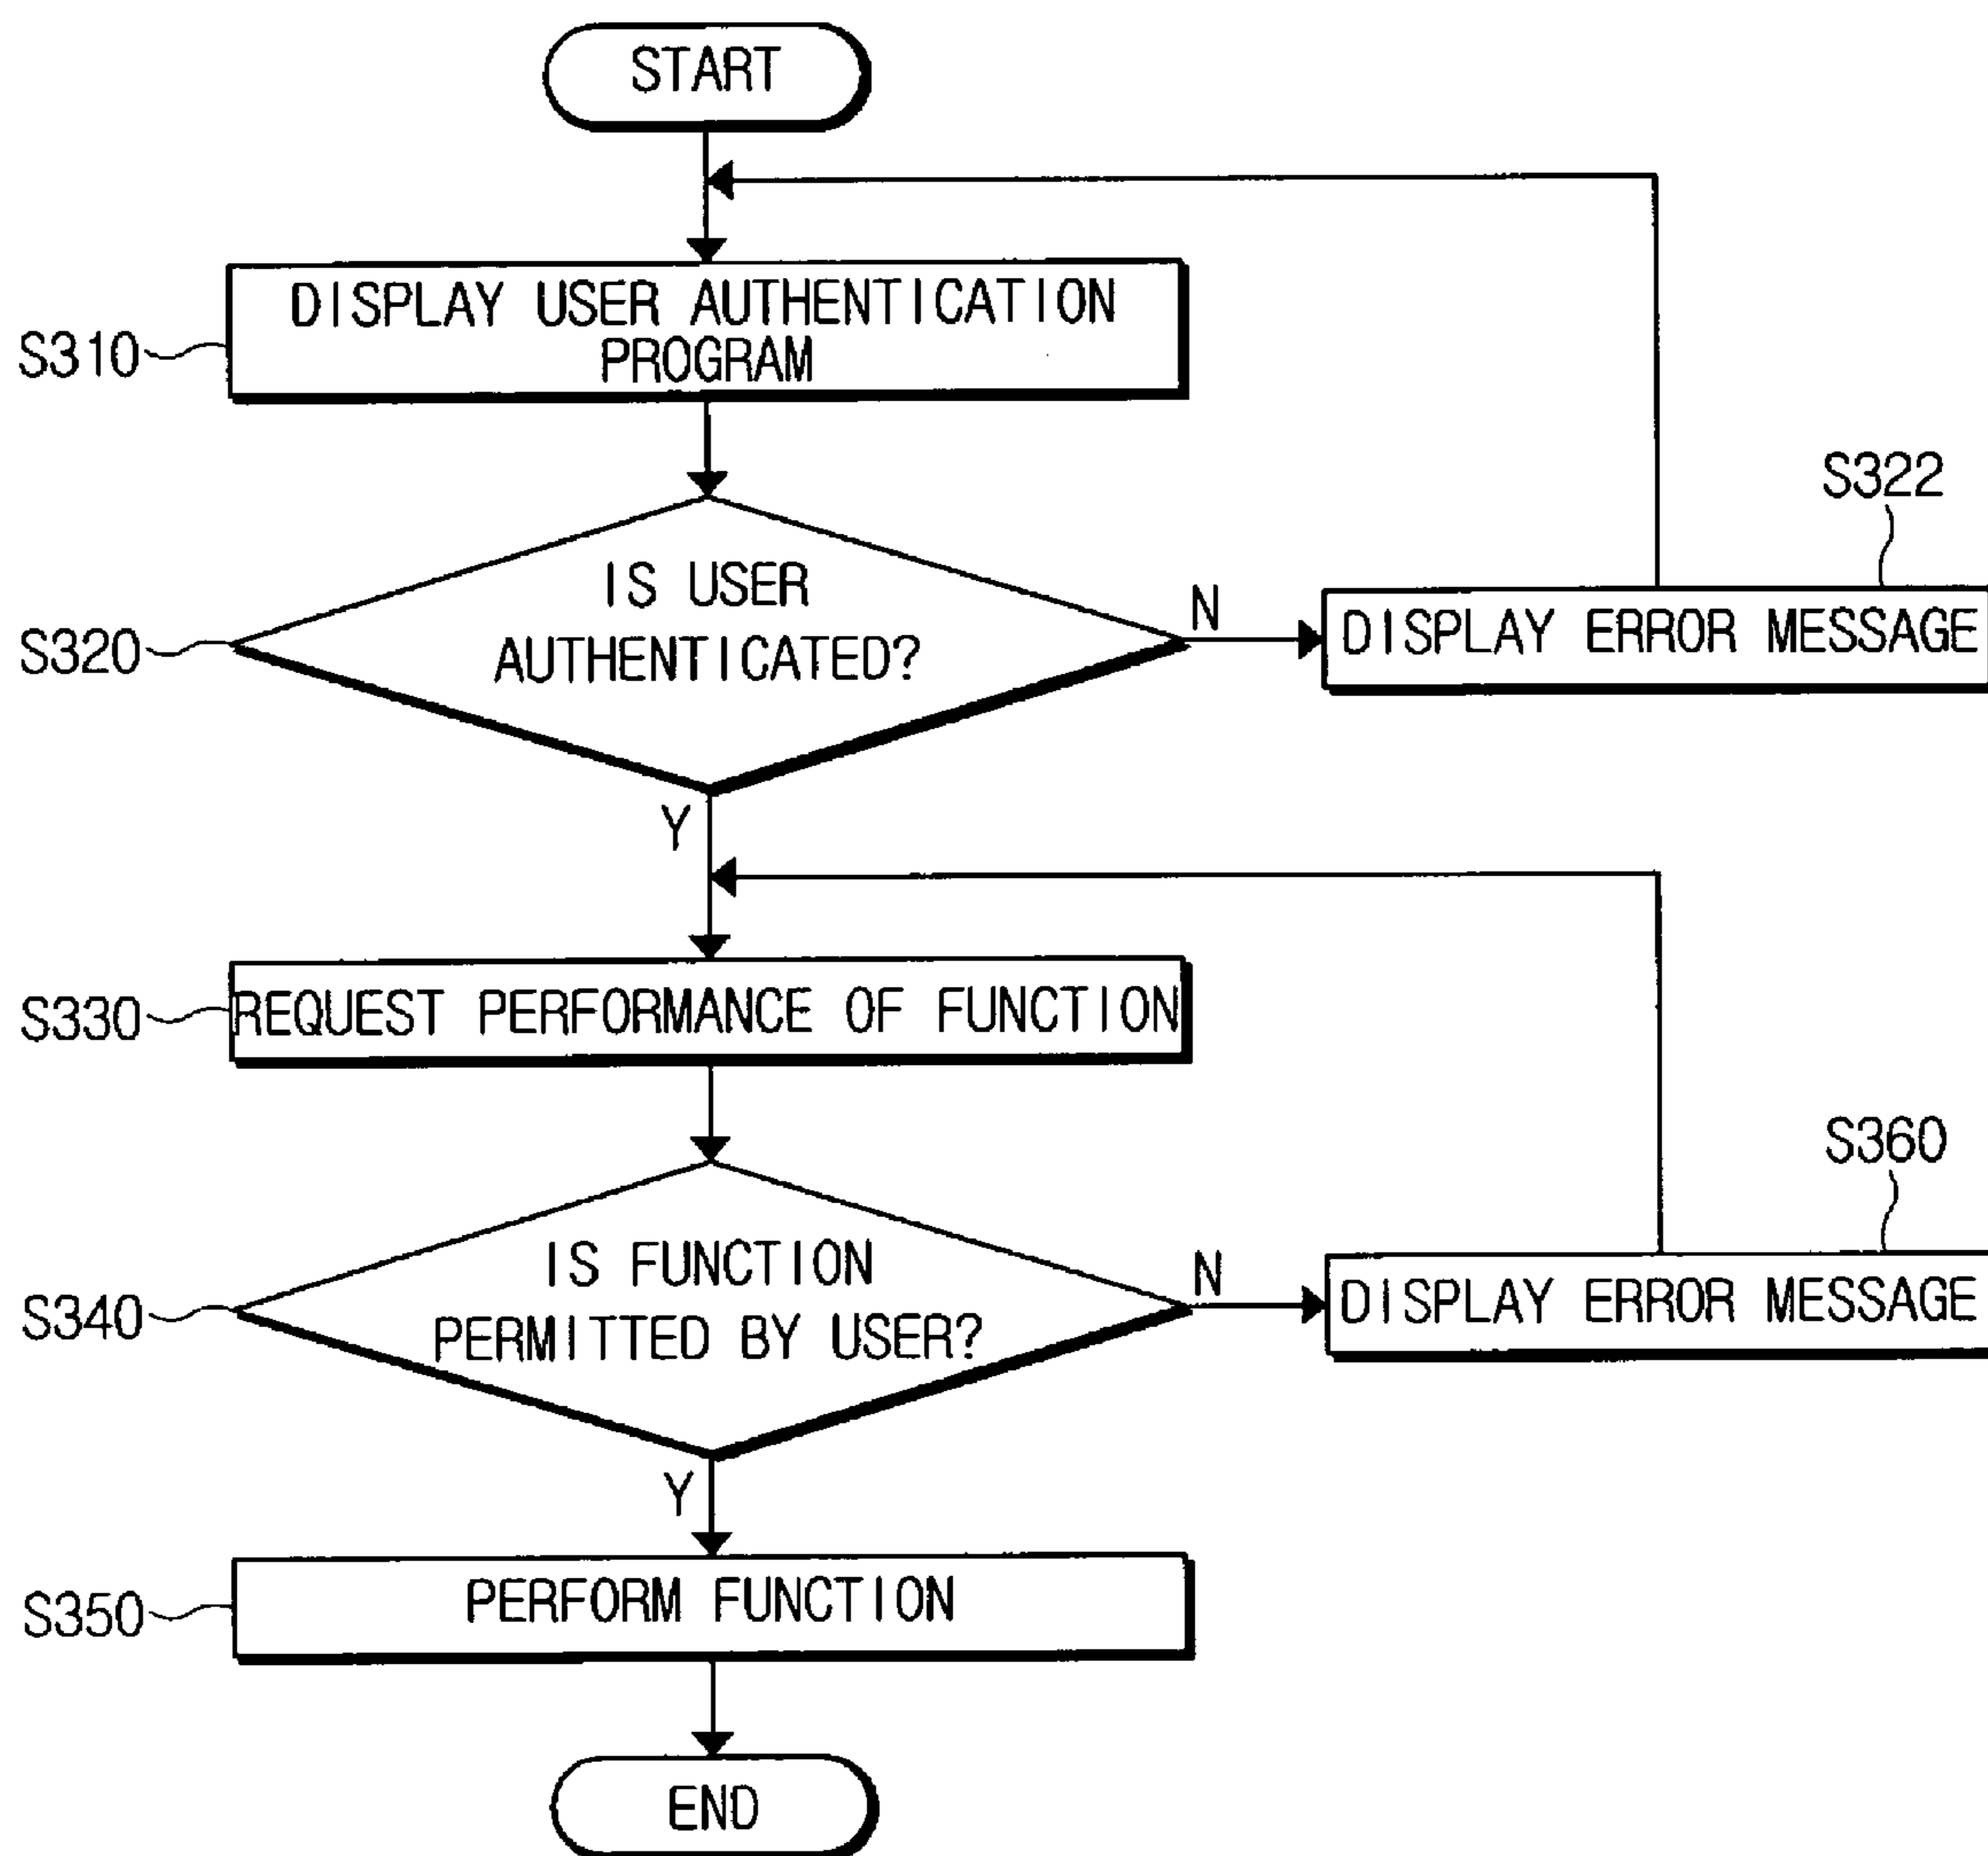 START
DISPLAY USER AUTHENTICATION
PROGRAM
S310
S322
IS USER
AUTHENTICATED?
N
DISPLAY ERROR MESSAGE
S320
Y
REQUEST PERFORMANCE OF FUNCTION
S330
S360
IS FUNCTION
PERMITTED BY USER?
N
DISPLAY ERROR MESSAGE
S340
Y
PERFORM FUNCTION
S350
END